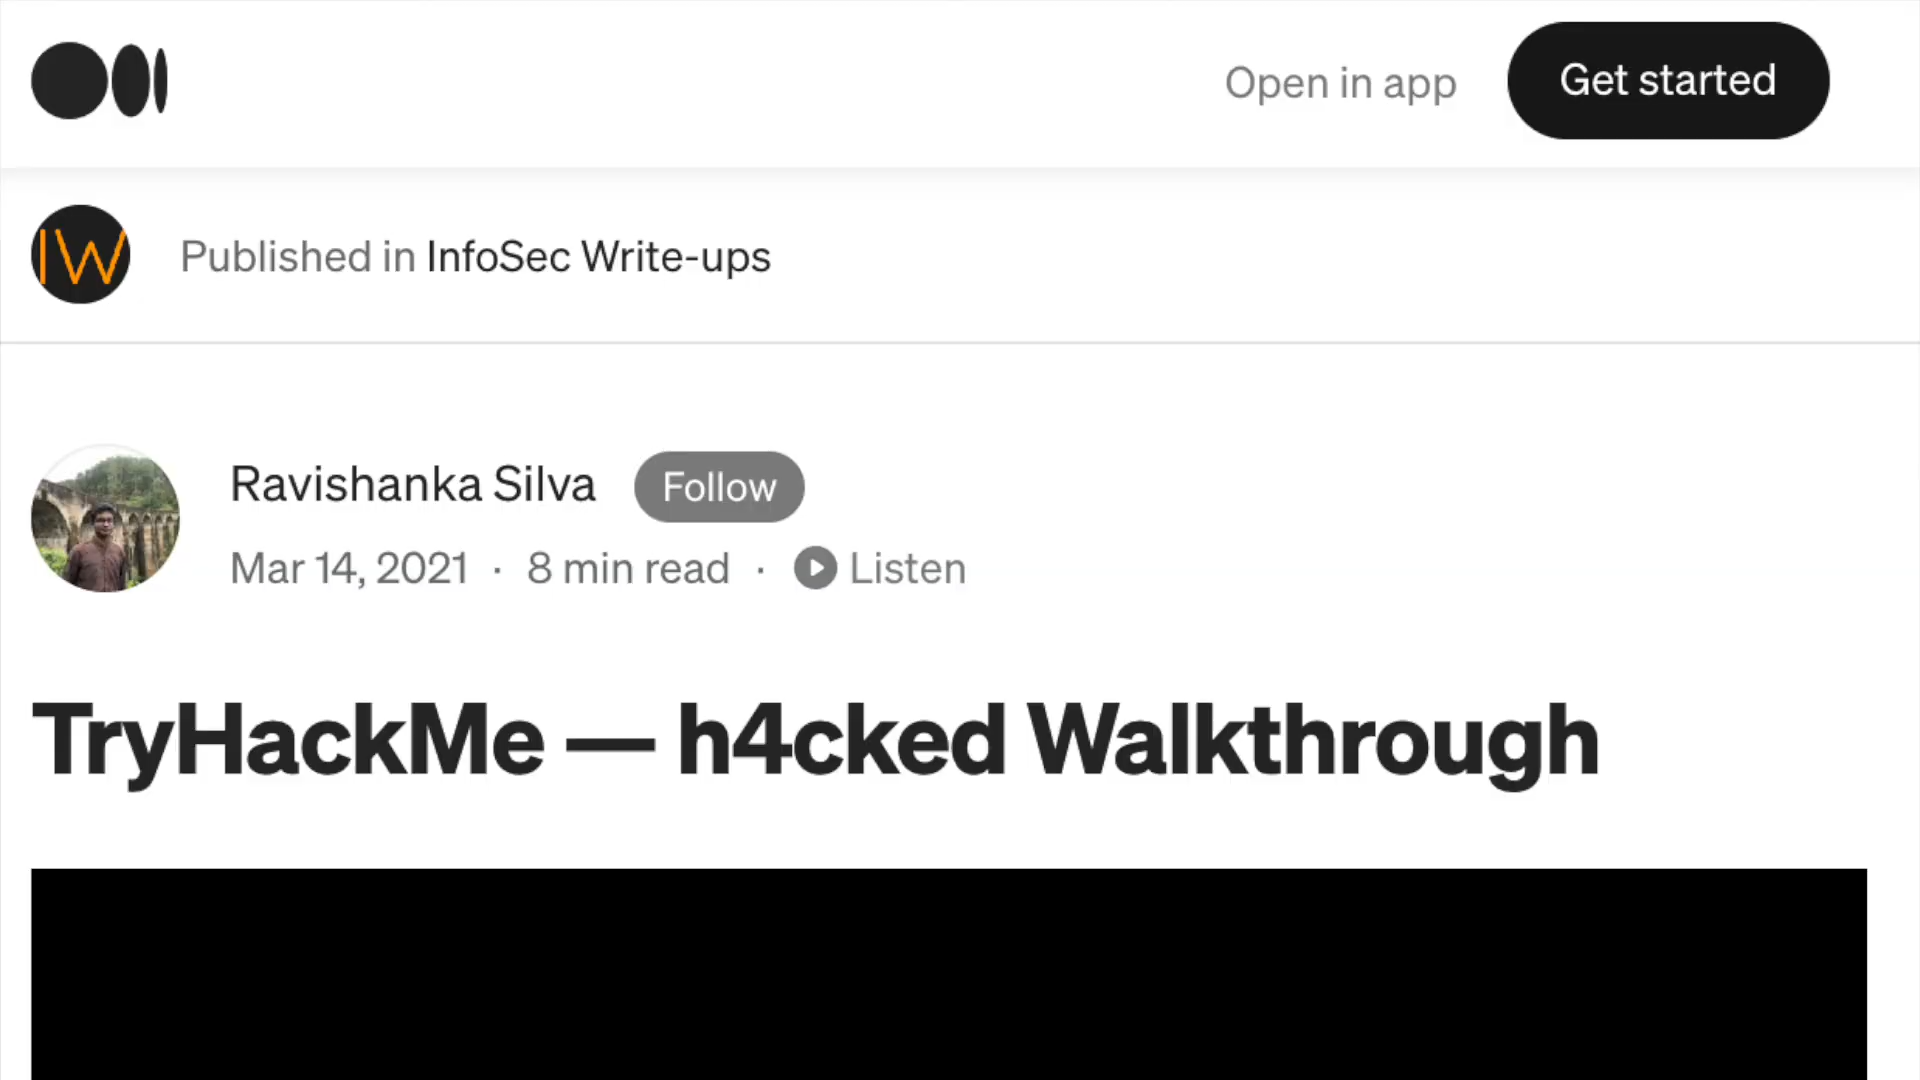 Open in app
Get started
IW
Published in InfoSec Write-ups
Ravishanka Silva
Follow
Mar 14, 2021 · 8 min read · Listen
TryHackMe — h4cked Walkthrough